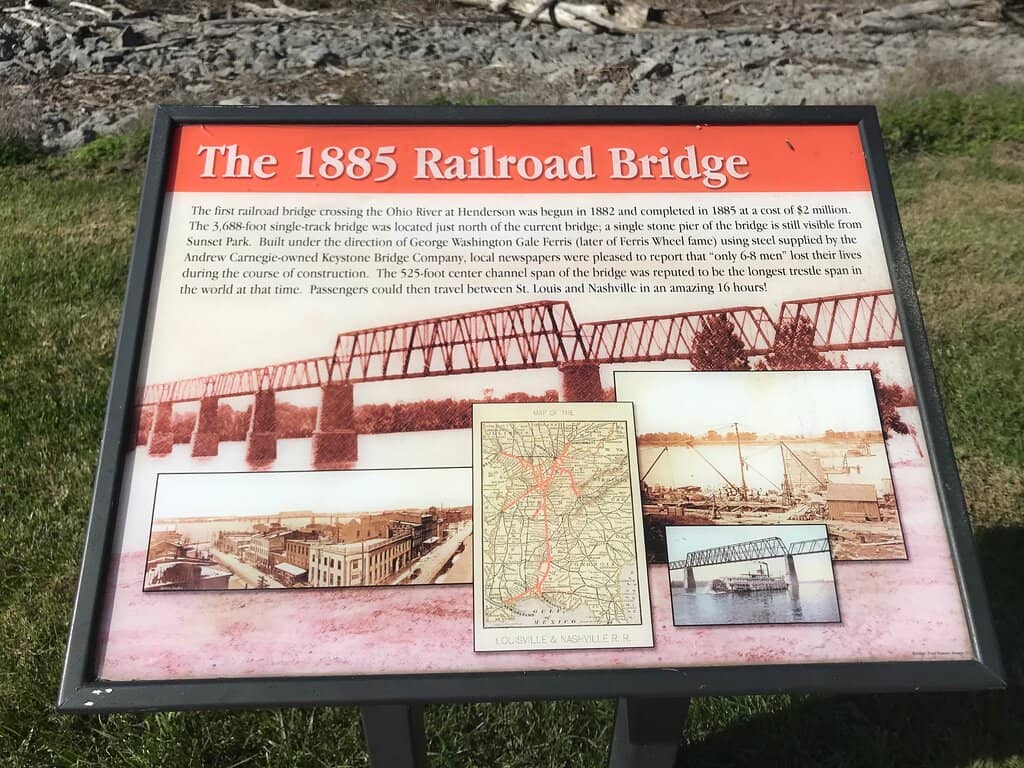 The 1885 Railroad Bridge
The first railroad bridge crossing the Ohio River at Henderson was begun in 1882 and completed in 1885 at a cost of $2 million.
The 3,688-foot single-track bridge was located just north of the current bridge; a single stone pier of the bridge is still visible from
Sunset Park. Built under the direction of George Washington Gale Ferris (later of Ferris Wheel fame) using steel supplied by the
Andrew Carnegie-owned Keystone Bridge Company, local newspapers were pleased to report that "only 6-8 men" lost their lives
during the course of construction. The 525-foot center channel span of the bridge was reputed to be the longest trestle span in
the world at that time. Passengers could then travel between St. Louis and Nashville in an amazing 16 hours!
MAP OF THE
GULF
OF
MEXICO
LOUISVILLE & NASHVILLE R. R.